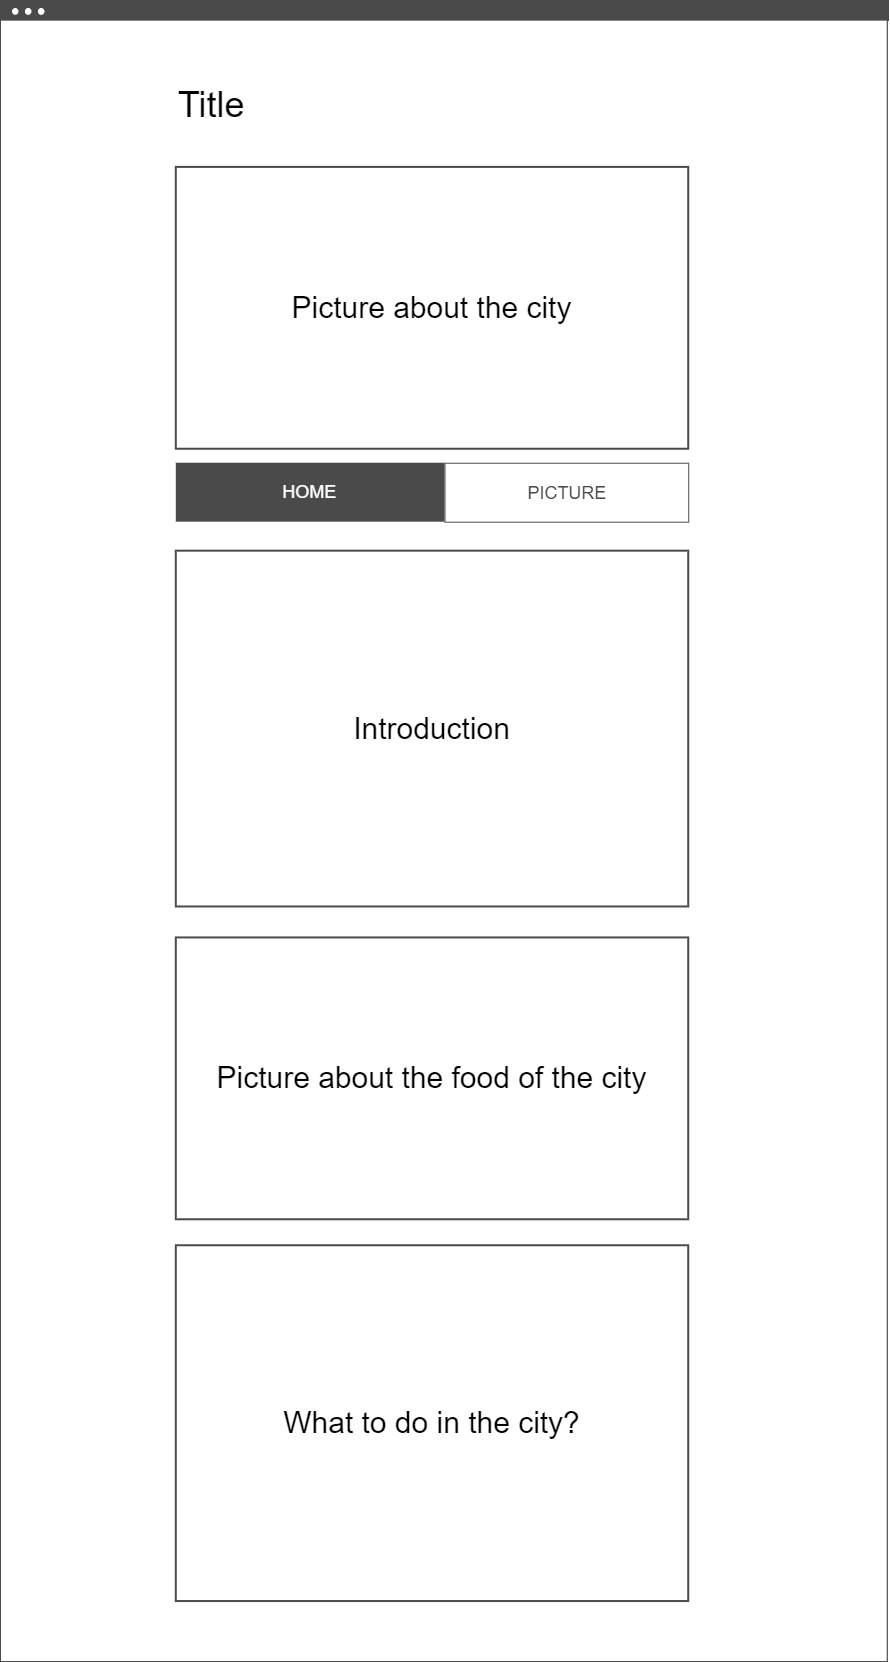 Title
Picture about the city
HOME
PICTURE
Introduction
Picture about the food of the city
What to do in the city?